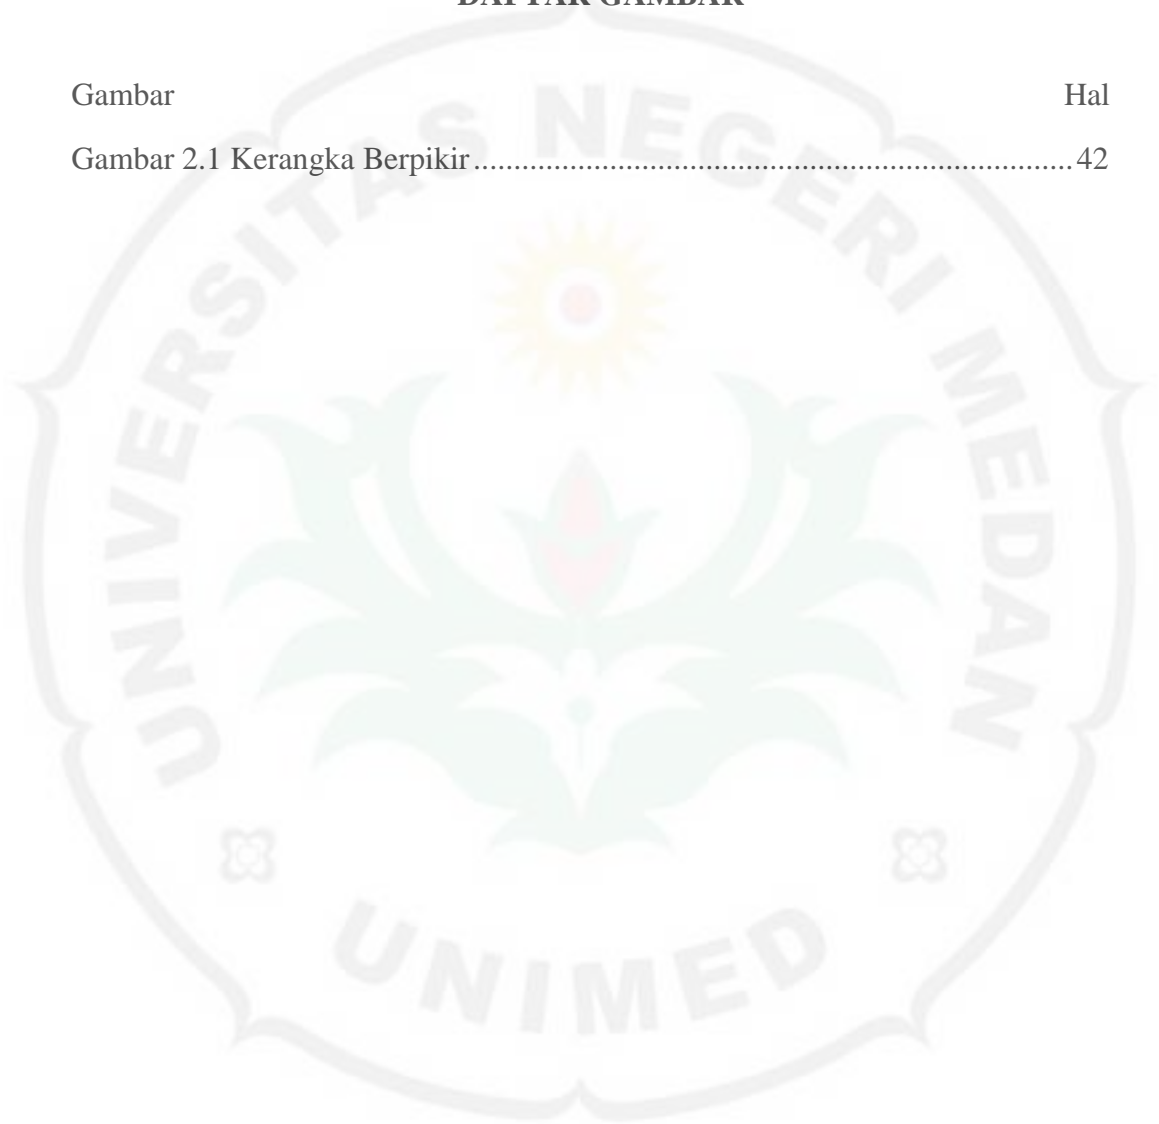 DAFTAR GAMBAR
Gambar Hal
Gambar 2.1 Kerangka Berpikir................................................................42
UNIVERSITAS NEGERI MEDAN
UNIMED